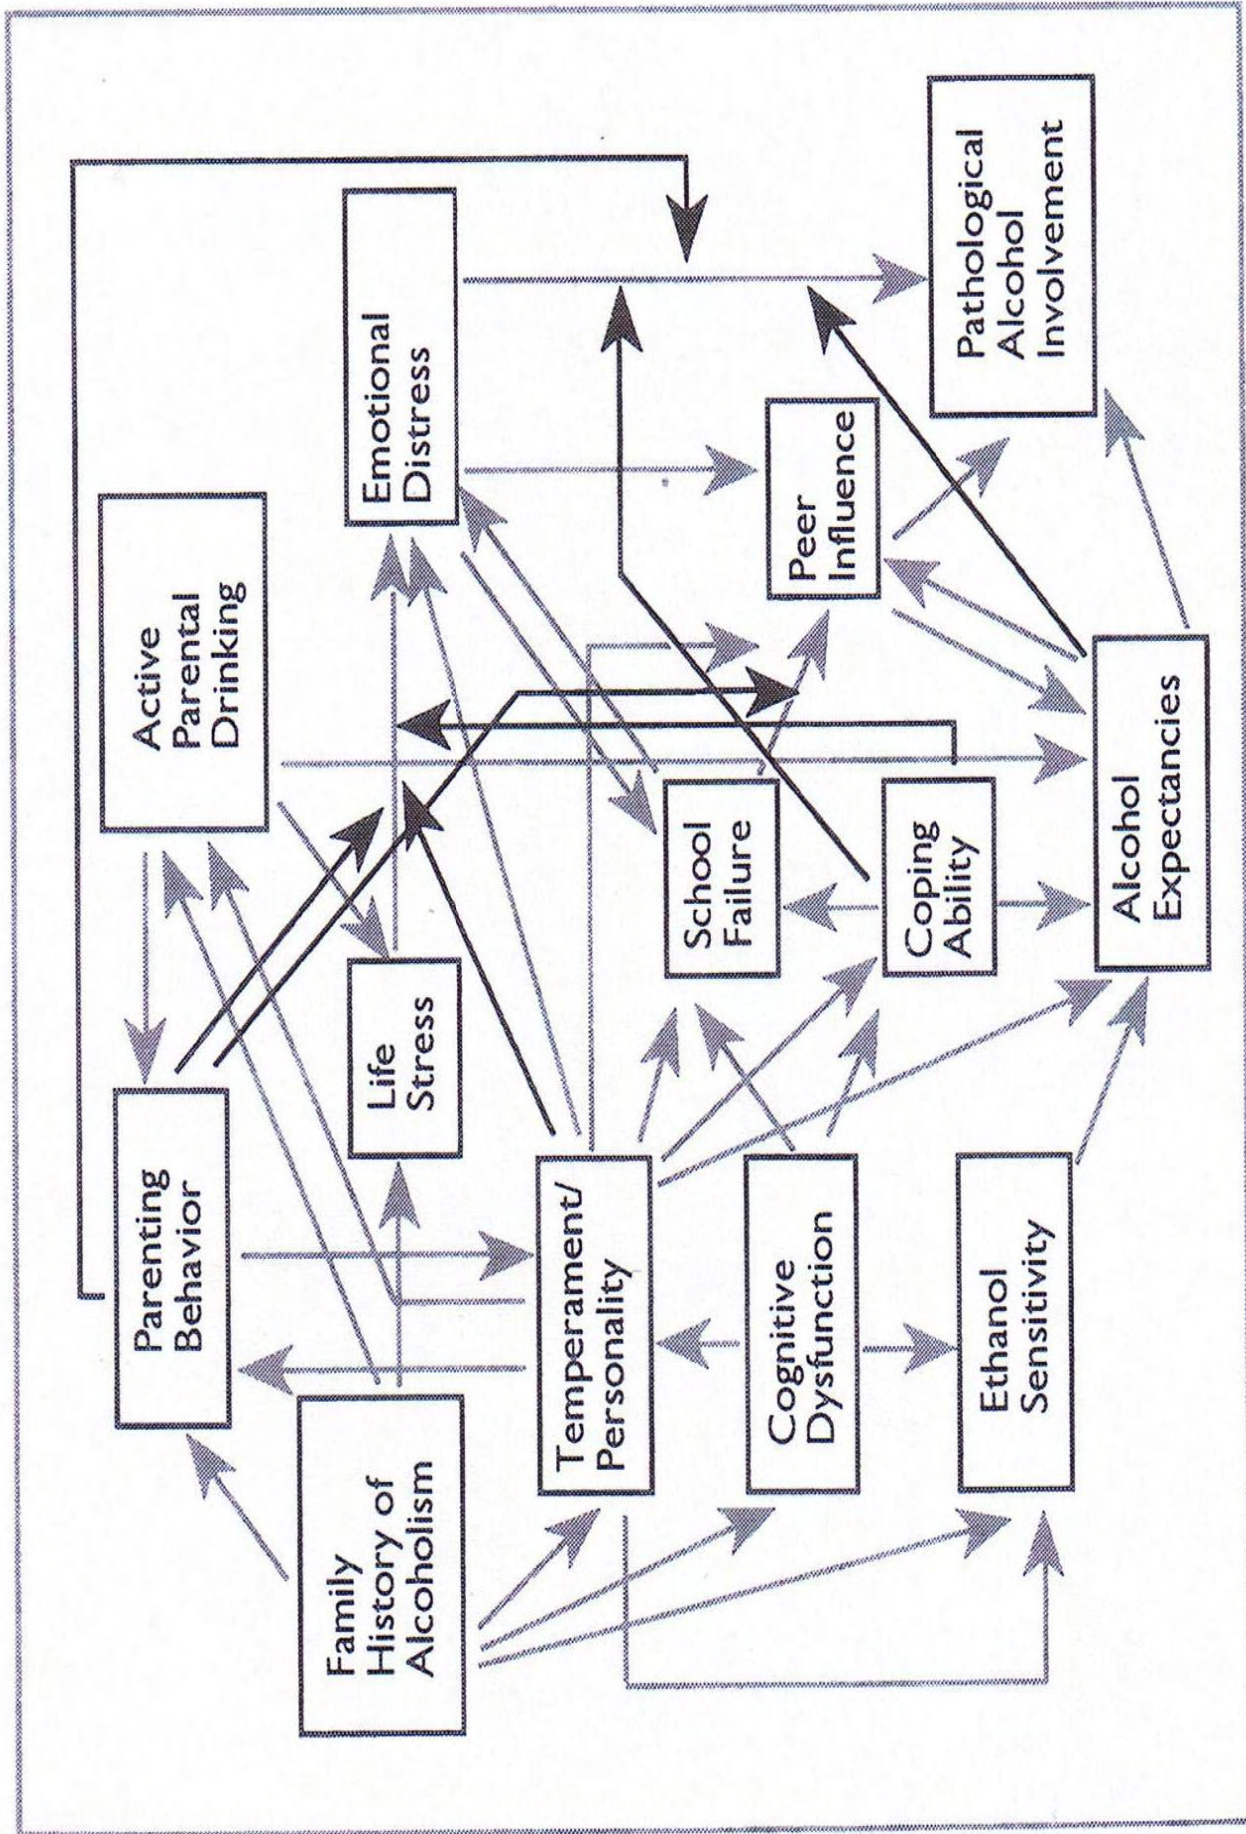 Parenting
Behavior
Active
Parental
Drinking
Family
History of
Alcoholism
Life
Stress
Emotional
Distress
Temperament/
Personality
School
Failure
Peer
Influence
Cognitive
Dysfunction
Coping
Ability
Pathological
Alcohol
Involvement
Ethanol
Sensitivity
Alcohol
Expectancies